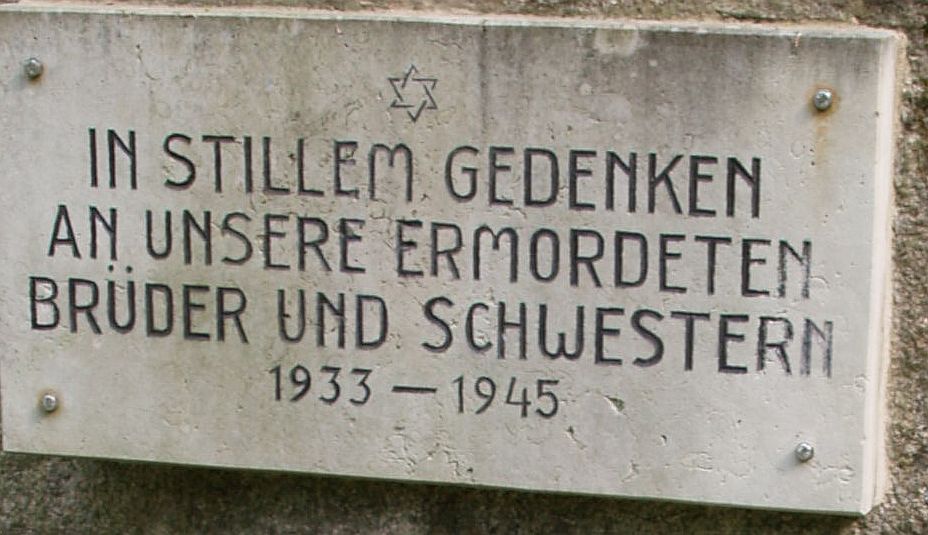 IN STILLEM GEDENKEN
AN UNSERE ERMORDETEN
BRÜDER UND SCHWESTERN
1933 — 1945